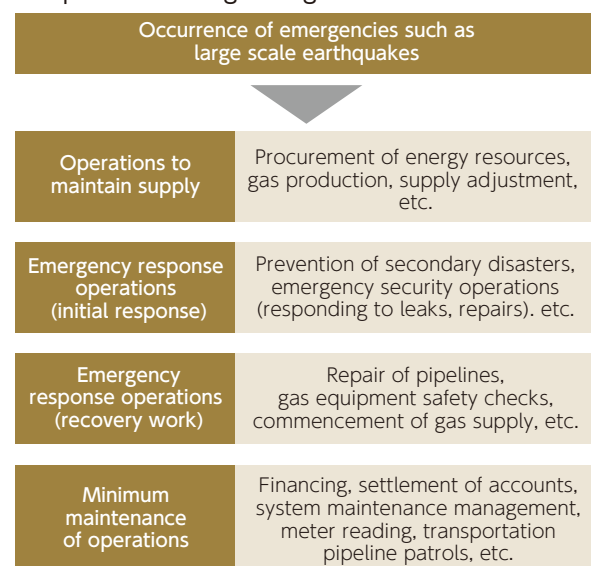 Occurrence of emergencies such as
large scale earthquakes
Operations to
maintain supply
Procurement of energy resources,
gas production, supply adjustment,
etc.
Emergency response
operations
(initial response)
Prevention of secondary disasters,
emergency security operations
(responding to leaks, repairs). etc.
Emergency
response operations
(recovery work)
Repair of pipelines,
gas equipment safety checks,
commencement of gas supply, etc.
Minimum
maintenance
of operations
Financing, settlement of accounts,
system maintenance management,
meter reading, transportation
pipeline patrols, etc.